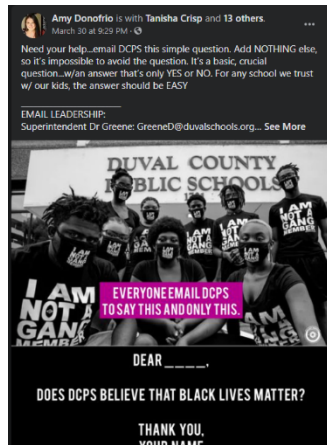 Amy Donofrio is with Tanisha Crisp and 13 others.
March 30 at 9:29 PM
Need your help...email DCPS this simple question. Add NOTHING else,
so it's impossible to avoid the question. It's a basic, crucial
question...w/an answer that's only YES or NO. For any school we trust
w/ our kids, the answer should be EASY
EMAIL LEADERSHIP:
Superintendent Dr Greene: GreeneD@duvalschools.org... See More
DUVAL COUNTY
PUBLIC SCHOOLS
I AM
NOT A
GANG
MEMBER
EVERYONE EMAIL DCPS
TO SAY THIS AND ONLY THIS.
DEAR ____,
DOES DCPS BELIEVE THAT BLACK LIVES MATTER?
THANK YOU,
YOUR NAME